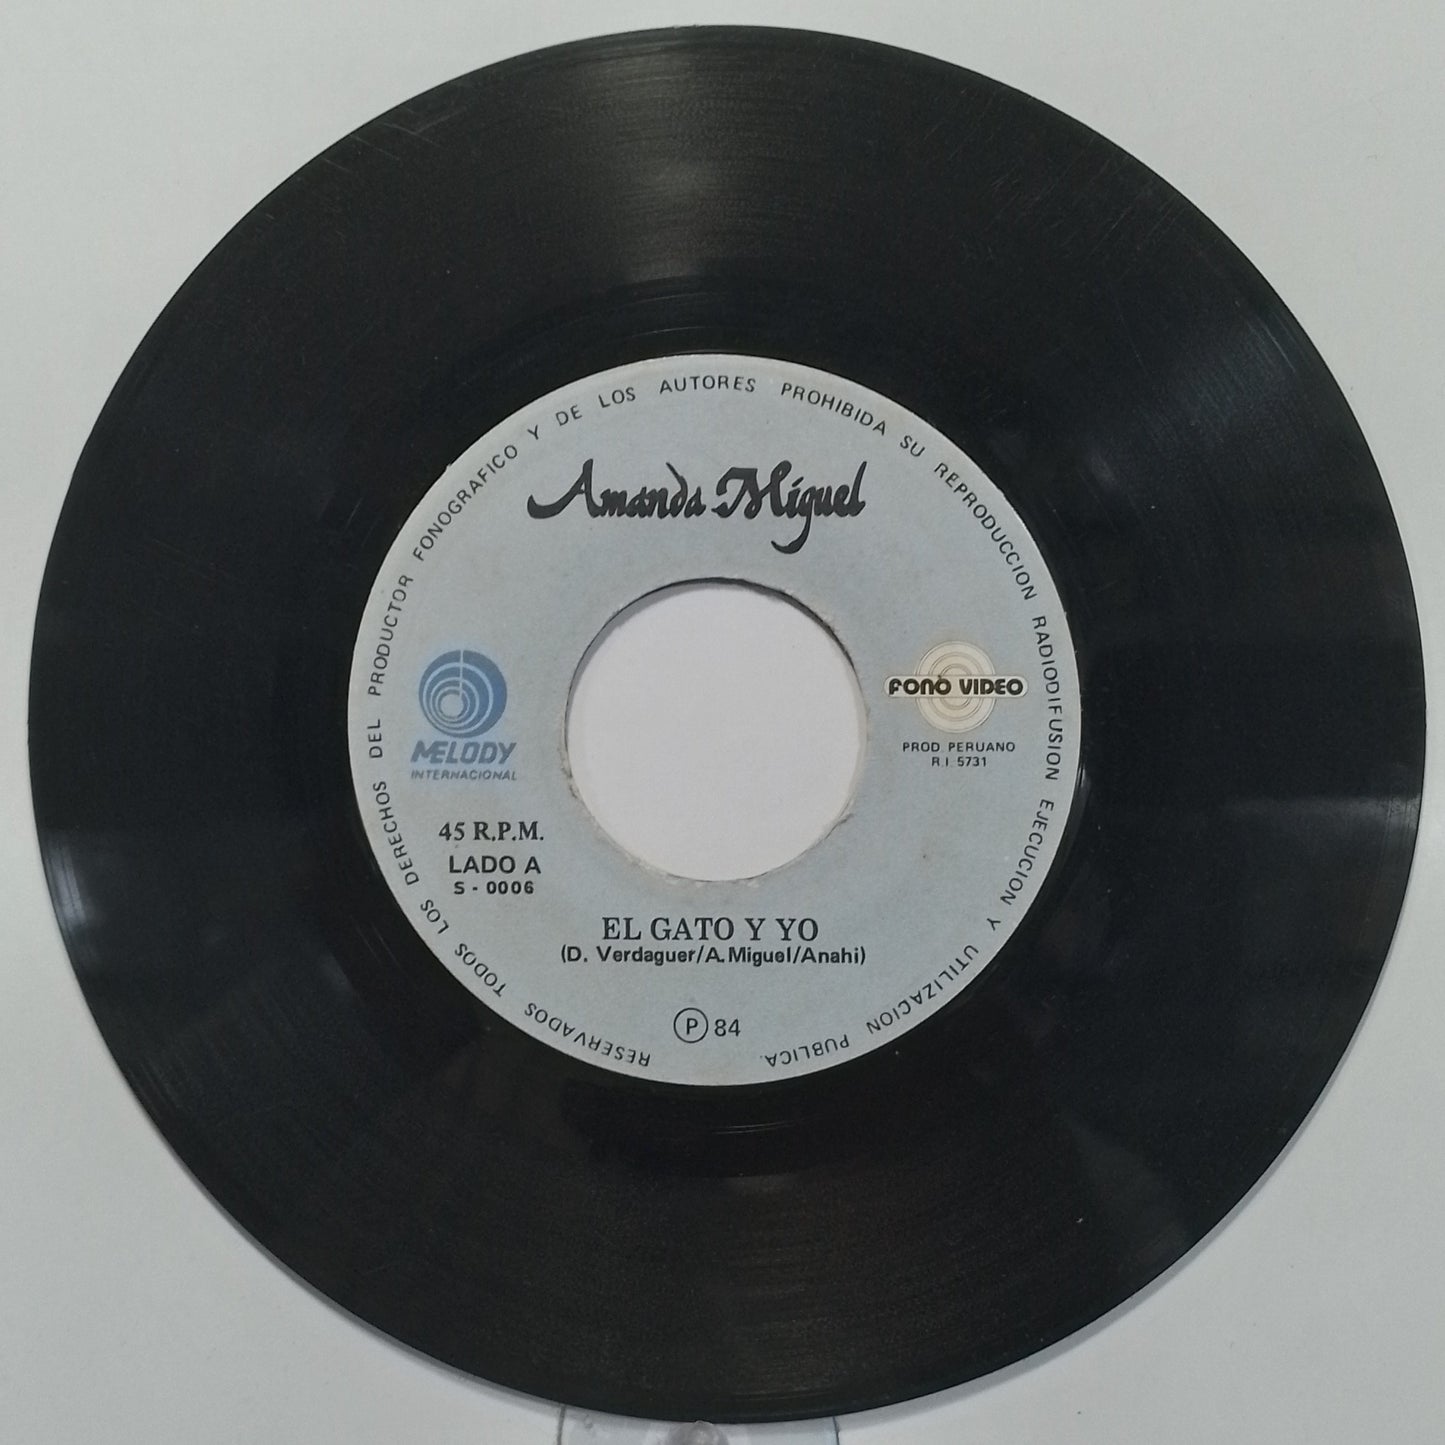 RESERVADOS TODOS LOS DERECHOS DEL PRODUCTOR FONOGRAFICO Y DE LOS AUTORES PROHIBIDA SU REPRODUCCION RADIODIFUSION EJECUCION Y UTILIZACION PUBLICA.
Amanda Miguel
MELODY
INTERNACIONAL
FONO VIDEO
PROD. PERUANO
R.I. 5731
45 R.P.M.
LADO A
S - 0006
EL GATO Y YO
(D. Verdaguer/A. Miguel/Anahi)
Ⓟ 84